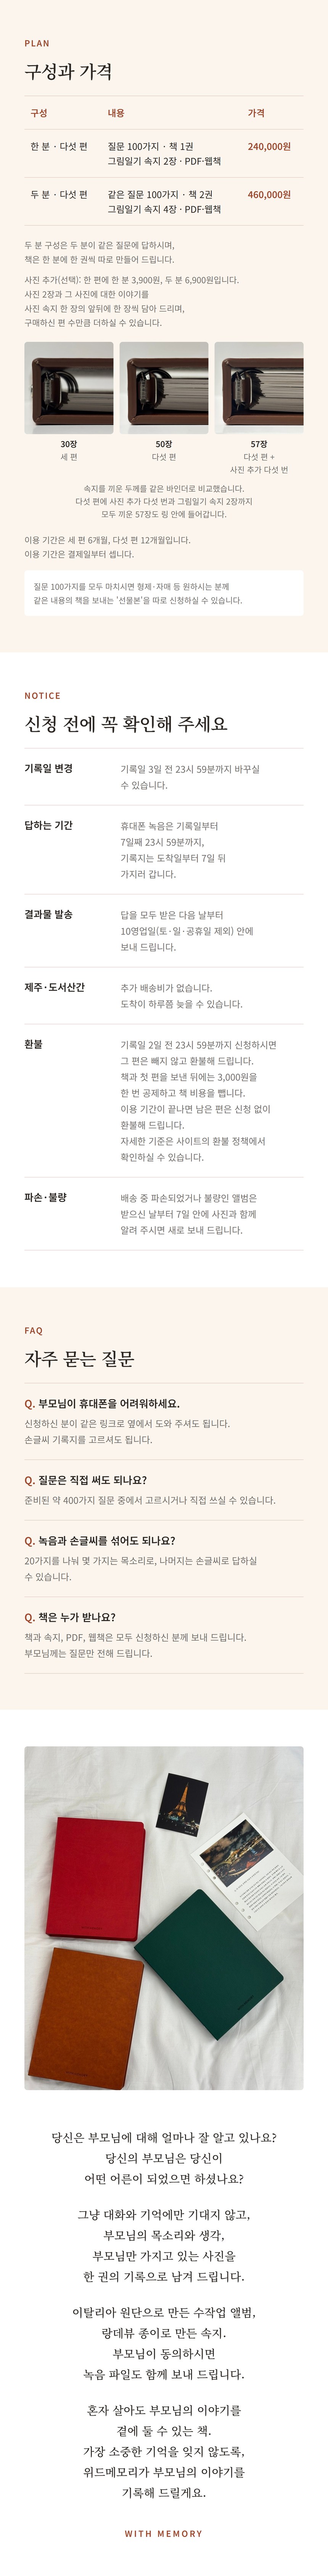 PLAN
구성과 가격
구성 내용 가격
한 분 · 다섯 편 질문 100가지 · 책 1권 240,000원
그림일기 속지 2장 · PDF·웹책
두 분 · 다섯 편 같은 질문 100가지 · 책 2권 460,000원
그림일기 속지 4장 · PDF·웹책
두 분 구성은 두 분이 같은 질문에 답하시며,
책은 한 분에 한 권씩 따로 만들어 드립니다.
사진 추가(선택): 한 편에 한 분 3,900원, 두 분 6,900원입니다.
사진 2장과 그 사진에 대한 이야기를
사진 속지 한 장의 앞뒤에 한 장씩 담아 드리며,
구매하신 편 수만큼 더하실 수 있습니다.
30장 50장 57장
세 편 다섯 편 다섯 편 +
사진 추가 다섯 번
속지를 끼운 두께를 같은 바인더로 비교했습니다.
다섯 편에 사진 추가 다섯 번과 그림일기 속지 2장까지
모두 끼운 57장도 링 안에 들어갑니다.
이용 기간은 세 편 6개월, 다섯 편 12개월입니다.
이용 기간은 결제일부터 셉니다.
질문 100가지를 모두 마치시면 형제·자매 등 원하시는 분께
같은 내용의 책을 보내는 '선물본'을 따로 신청하실 수 있습니다.
NOTICE
신청 전에 꼭 확인해 주세요
기록일 변경 기록일 3일 전 23시 59분까지 바꾸실
수 있습니다.
답하는 기간 휴대폰 녹음은 기록일부터
7일째 23시 59분까지,
기록지는 도착일부터 7일 뒤
가지러 갑니다.
결과물 발송 답을 모두 받은 다음 날부터
10영업일(토·일·공휴일 제외) 안에
보내 드립니다.
제주·도서산간 추가 배송비가 없습니다.
도착이 하루쯤 늦을 수 있습니다.
환불 기록일 2일 전 23시 59분까지 신청하시면
그 편은 빼지 않고 환불해 드립니다.
책과 첫 편을 보낸 뒤에는 3,000원을
한 번 공제하고 책 비용을 뺍니다.
이용 기간이 끝나면 남은 편은 신청 없이
환불해 드립니다.
자세한 기준은 사이트의 환불 정책에서
확인하실 수 있습니다.
파손·불량 배송 중 파손되었거나 불량인 앨범은
받으신 날부터 7일 안에 사진과 함께
알려 주시면 새로 보내 드립니다.
FAQ
자주 묻는 질문
Q. 부모님이 휴대폰을 어려워하세요.
신청하신 분이 같은 링크로 옆에서 도와 주셔도 됩니다.
손글씨 기록지를 고르셔도 됩니다.
Q. 질문은 직접 써도 되나요?
준비된 약 400가지 질문 중에서 고르시거나 직접 쓰실 수 있습니다.
Q. 녹음과 손글씨를 섞어도 되나요?
20가지를 나눠 몇 가지는 목소리로, 나머지는 손글씨로 답하실
수 있습니다.
Q. 책은 누가 받나요?
책과 속지, PDF, 웹책은 모두 신청하신 분께 보내 드립니다.
부모님께는 질문만 전해 드립니다.
당신은 부모님에 대해 얼마나 잘 알고 있나요?
당신의 부모님은 당신이
어떤 어른이 되었으면 하셨나요?
그냥 대화와 기억에만 기대지 않고,
부모님의 목소리와 생각,
부모님만 가지고 있는 사진을
한 권의 기록으로 남겨 드립니다.
이탈리아 원단으로 만든 수작업 앨범,
랑데뷰 종이로 만든 속지.
부모님이 동의하시면
녹음 파일도 함께 보내 드립니다.
혼자 살아도 부모님의 이야기를
곁에 둘 수 있는 책.
가장 소중한 기억을 잊지 않도록,
위드메모리가 부모님의 이야기를
기록해 드릴게요.
WITH MEMORY